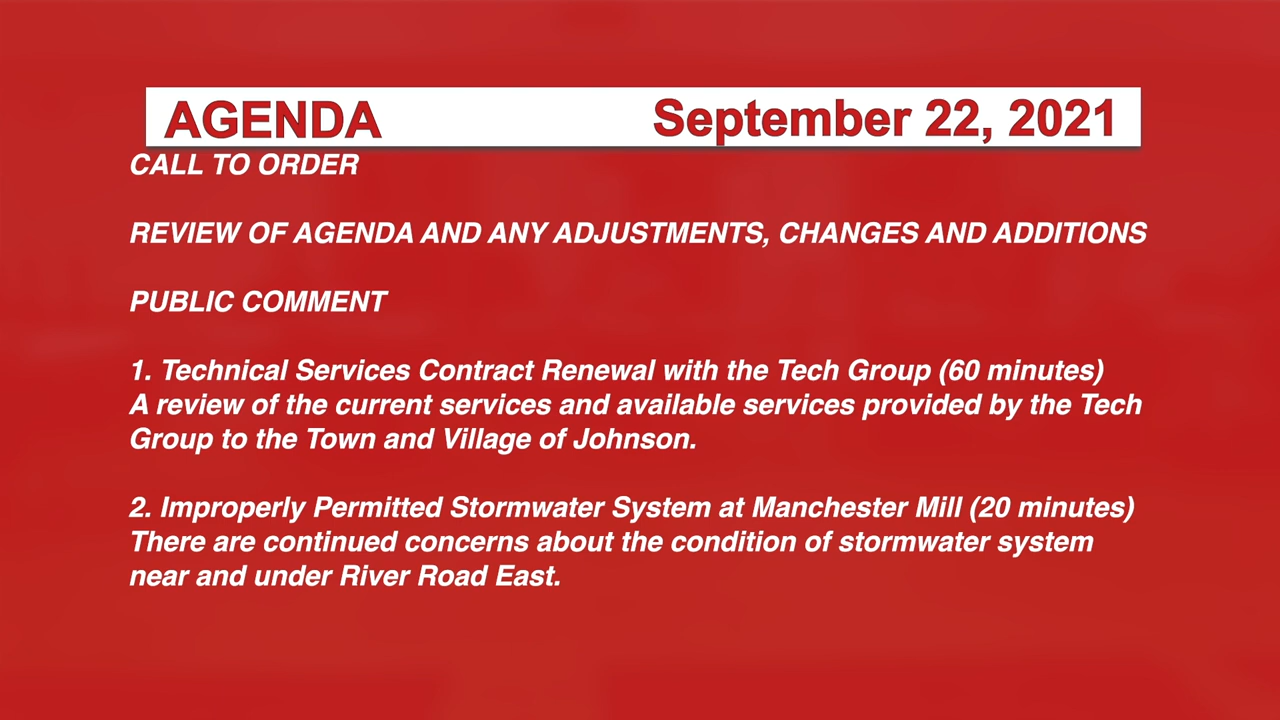 AGENDA September 22, 2021
CALL TO ORDER
REVIEW OF AGENDA AND ANY ADJUSTMENTS, CHANGES AND ADDITIONS
PUBLIC COMMENT
1. Technical Services Contract Renewal with the Tech Group (60 minutes)
A review of the current services and available services provided by the Tech
Group to the Town and Village of Johnson.
2. Improperly Permitted Stormwater System at Manchester Mill (20 minutes)
There are continued concerns about the condition of stormwater system
near and under River Road East.